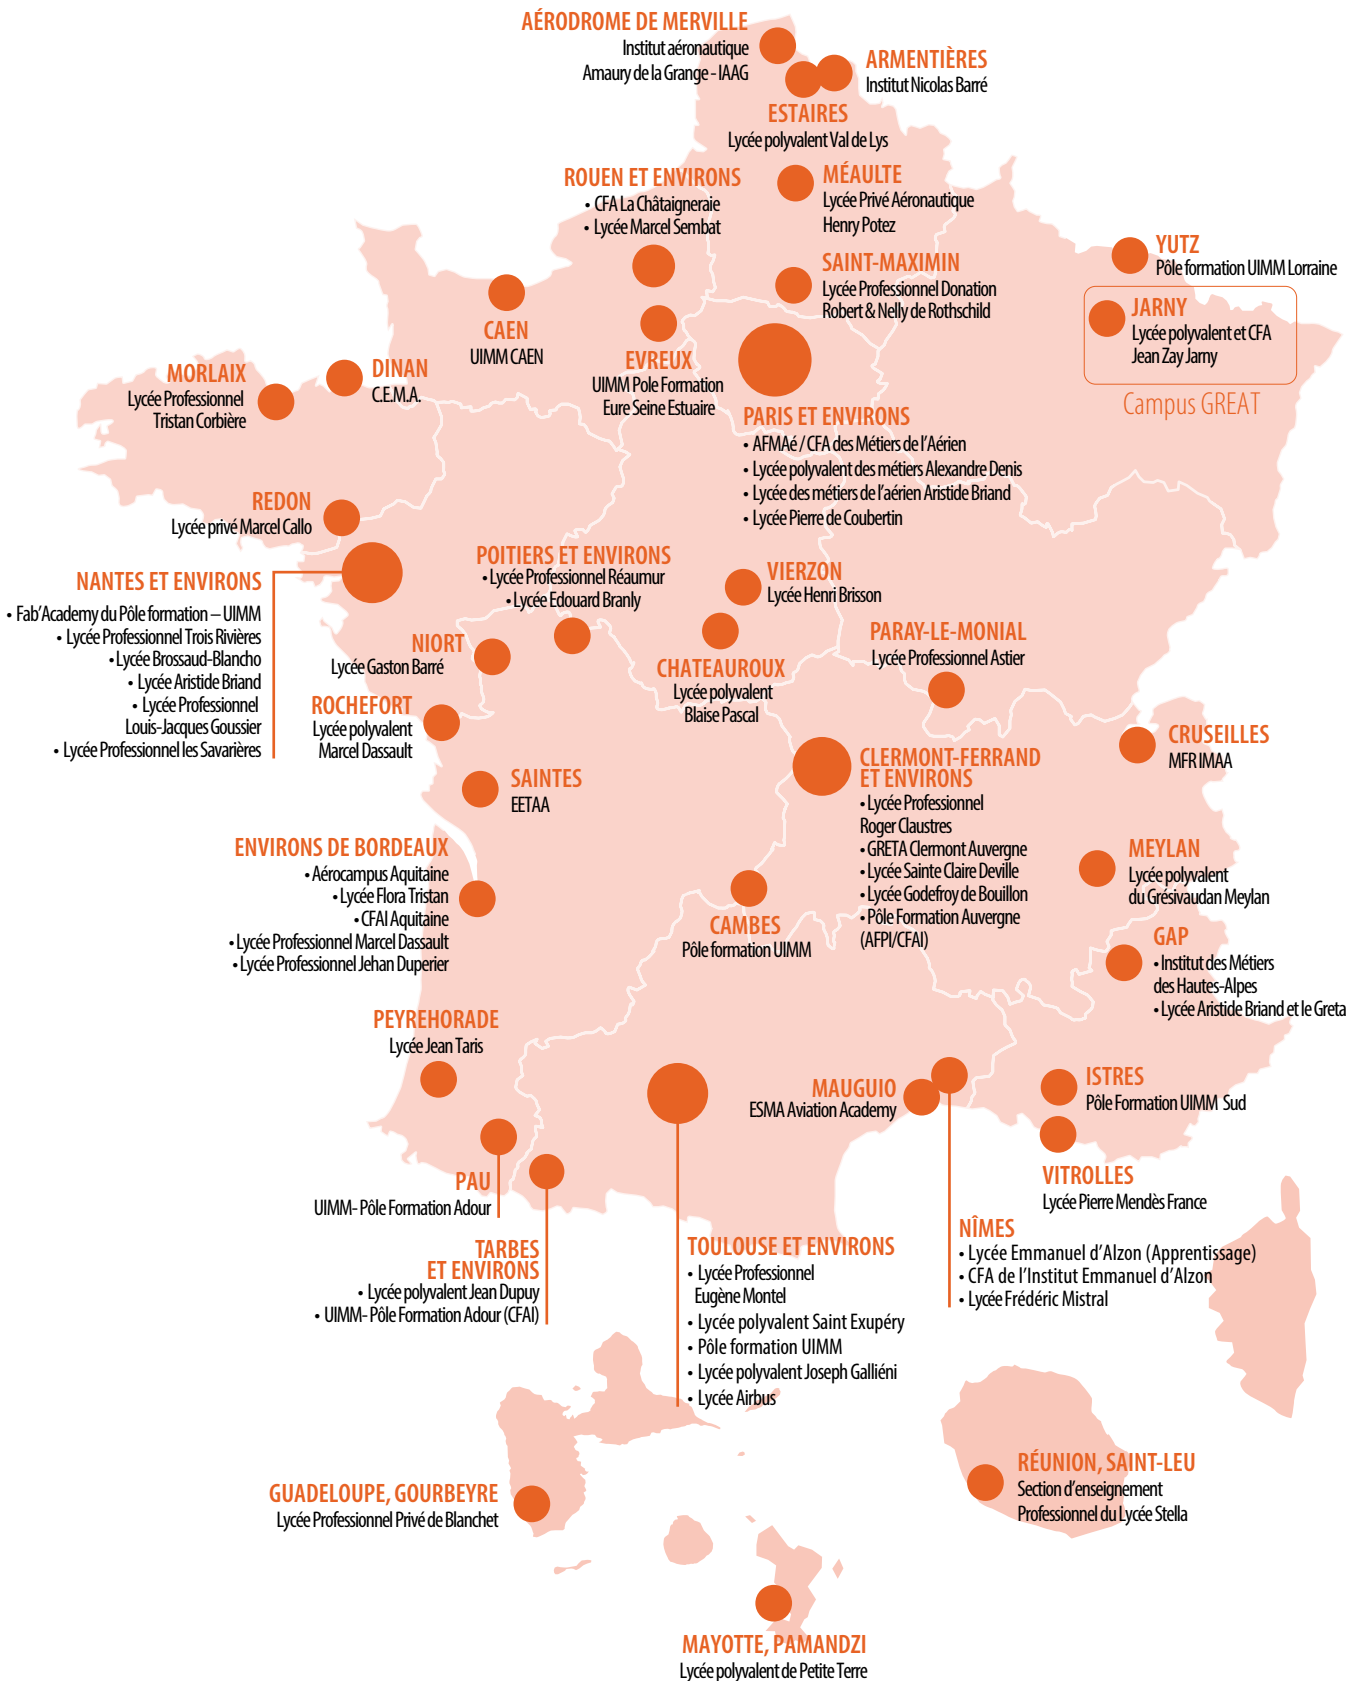 AÉRODROME DE MERVILLE
Institut aéronautique
Amaury de la Grange - IAAG
ARMENTIÈRES
Institut Nicolas Barré
ESTAIRES
Lycée polyvalent Val de Lys
ROUEN ET ENVIRONS
• CFA La Châtaigneraie
• Lycée Marcel Sembat
MÉAULTE
Lycée Privé Aéronautique
Henry Potez
YUTZ
Pôle formation UIMM Lorraine
SAINT-MAXIMIN
Lycée Professionnel Donation
Robert & Nelly de Rothschild
JARNY
Lycée polyvalent et CFA
Jean Zay Jarny
Campus GREAT
CAEN
UIMM CAEN
EVREUX
UIMM Pole Formation
Eure Seine Estuaire
DINAN
C.E.M.A.
MORLAIX
Lycée Professionnel
Tristan Corbière
PARIS ET ENVIRONS
• AFMAé / CFA des Métiers de l'Aérien
• Lycée polyvalent des métiers Alexandre Denis
• Lycée des métiers de l'aérien Aristide Briand
• Lycée Pierre de Coubertin
REDON
Lycée privé Marcel Callo
NANTES ET ENVIRONS
• Fab'Academy du Pôle formation – UIMM
• Lycée Professionnel Trois Rivières
• Lycée Brossaud-Blancho
• Lycée Aristide Briand
• Lycée Professionnel
Louis-Jacques Goussier
• Lycée Professionnel les Savarières
POITIERS ET ENVIRONS
• Lycée Professionnel Réaumur
• Lycée Edouard Branly
VIERZON
Lycée Henri Brisson
NIORT
Lycée Gaston Barré
CHATEAUROUX
Lycée polyvalent
Blaise Pascal
PARAY-LE-MONIAL
Lycée Professionnel Astier
ROCHEFORT
Lycée polyvalent
Marcel Dassault
CRUSEILLES
MFR IMAA
SAINTES
EETAA
CLERMONT-FERRAND
ET ENVIRONS
• Lycée Professionnel
Roger Claustres
• GRETA Clermont Auvergne
• Lycée Sainte Claire Deville
• Lycée Godefroy de Bouillon
• Pôle Formation Auvergne
(AFPI/CFAI)
ENVIRONS DE BORDEAUX
• Aérocampus Aquitaine
• Lycée Flora Tristan
• CFAI Aquitaine
• Lycée Professionnel Marcel Dassault
• Lycée Professionnel Jehan Duperier
MEYLAN
Lycée polyvalent
du Grésivaudan Meylan
CAMBES
Pôle formation UIMM
GAP
• Institut des Métiers
des Hautes-Alpes
• Lycée Aristide Briand et le Greta
PEYREHORADE
Lycée Jean Taris
MAUGUIO
ESMA Aviation Academy
ISTRES
Pôle Formation UIMM Sud
VITROLLES
Lycée Pierre Mendès France
PAU
UIMM- Pôle Formation Adour
TARBES
ET ENVIRONS
• Lycée polyvalent Jean Dupuy
• UIMM- Pôle Formation Adour (CFAI)
TOULOUSE ET ENVIRONS
• Lycée Professionnel
Eugène Montel
• Lycée polyvalent Saint Exupéry
• Pôle formation UIMM
• Lycée polyvalent Joseph Galliéni
• Lycée Airbus
NÎMES
• Lycée Emmanuel d'Alzon (Apprentissage)
• CFA de l'Institut Emmanuel d'Alzon
• Lycée Frédéric Mistral
GUADELOUPE, GOURBEYRE
Lycée Professionnel Privé de Blanchet
RÉUNION, SAINT-LEU
Section d'enseignement
Professionnel du Lycée Stella
MAYOTTE, PAMANDZI
Lycée polyvalent de Petite Terre